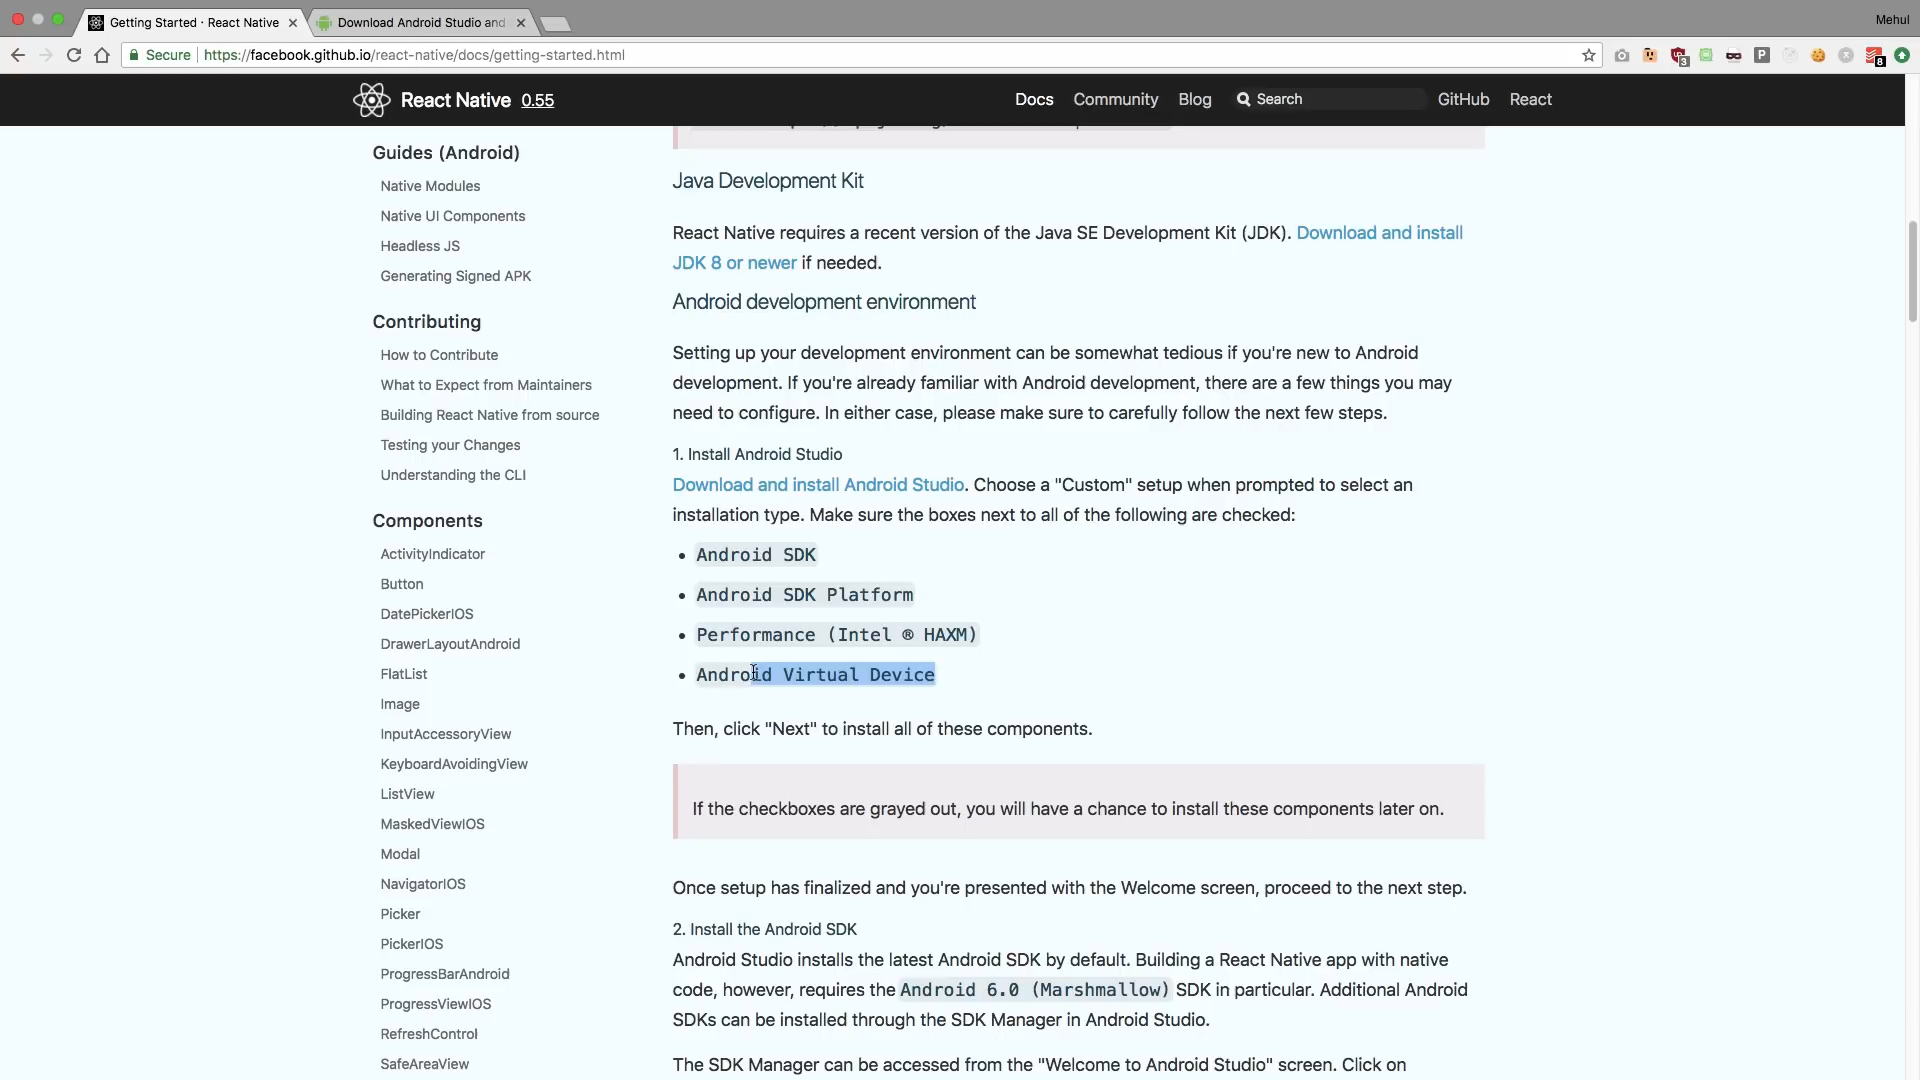 Getting Started · React Native
Download Android Studio and
Mehul
Secure
https://facebook.github.io/react-native/docs/getting-started.html
3
P
8
React Native 0.55
Docs
Community
Blog
Search
GitHub
React
Guides (Android)
Native Modules
Native UI Components
Headless JS
Generating Signed APK
Contributing
How to Contribute
What to Expect from Maintainers
Building React Native from source
Testing your Changes
Understanding the CLI
Components
ActivityIndicator
Button
DatePickerIOS
DrawerLayoutAndroid
FlatList
Image
InputAccessoryView
KeyboardAvoidingView
ListView
MaskedViewIOS
Modal
NavigatorIOS
Picker
PickerIOS
ProgressBarAndroid
ProgressViewIOS
RefreshControl
SafeAreaView
Java Development Kit
React Native requires a recent version of the Java SE Development Kit (JDK). Download and install
JDK 8 or newer if needed.
Android development environment
Setting up your development environment can be somewhat tedious if you're new to Android
development. If you're already familiar with Android development, there are a few things you may
need to configure. In either case, please make sure to carefully follow the next few steps.
1. Install Android Studio
Download and install Android Studio. Choose a "Custom" setup when prompted to select an
installation type. Make sure the boxes next to all of the following are checked:
• Android SDK
• Android SDK Platform
• Performance (Intel ® HAXM)
• Android Virtual Device
Then, click "Next" to install all of these components.
If the checkboxes are grayed out, you will have a chance to install these components later on.
Once setup has finalized and you're presented with the Welcome screen, proceed to the next step.
2. Install the Android SDK
Android Studio installs the latest Android SDK by default. Building a React Native app with native
code, however, requires the Android 6.0 (Marshmallow) SDK in particular. Additional Android
SDKs can be installed through the SDK Manager in Android Studio.
The SDK Manager can be accessed from the "Welcome to Android Studio" screen. Click on